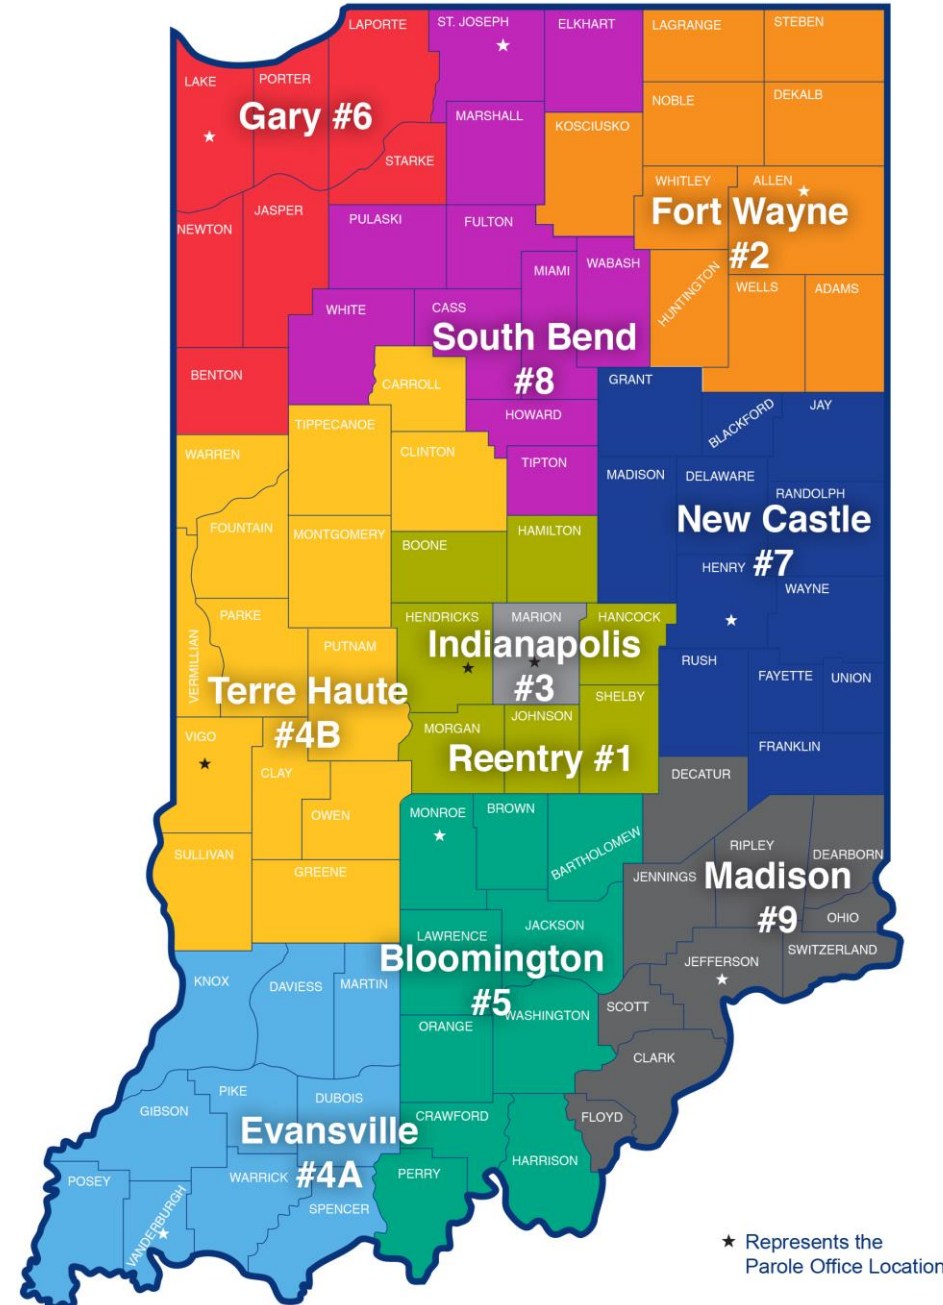 LAPORTE
ST. JOSEPH
ELKHART
LAGRANGE
STEBEN
LAKE
PORTER
Gary #6
MARSHALL
NOBLE
DEKALB
KOSCIUSKO
STARKE
WHITLEY
ALLEN
Fort Wayne
#2
JASPER
NEWTON
PULASKI
FULTON
MIAMI
WABASH
HUNTINGTON
WELLS
ADAMS
WHITE
CASS
South Bend
#8
BENTON
CARROLL
GRANT
HOWARD
BLACKFORD
JAY
TIPPECANOE
WARREN
CLINTON
TIPTON
MADISON
DELAWARE
RANDOLPH
New Castle
#7
FOUNTAIN
MONTGOMERY
BOONE
HAMILTON
HENRY
WAYNE
PARKE
HENDRICKS
MARION
HANCOCK
Indianapolis
#3
VERMILLIAN
PUTNAM
RUSH
FAYETTE
UNION
Terre Haute
#4B
SHELBY
MORGAN
JOHNSON
Reentry #1
VIGO
FRANKLIN
CLAY
DECATUR
OWEN
MONROE
BROWN
BARTHOLOMEW
SULLIVAN
RIPLEY
DEARBORN
GREENE
JENNINGS
Madison
#9
OHIO
LAWRENCE
JACKSON
SWITZERLAND
Bloomington
#5
JEFFERSON
KNOX
DAVIESS
MARTIN
SCOTT
ORANGE
WASHINGTON
CLARK
PIKE
DUBOIS
GIBSON
CRAWFORD
FLOYD
Evansville
#4A
HARRISON
POSEY
WARRICK
PERRY
VANDERBURGH
SPENCER
★ Represents the
Parole Office Location